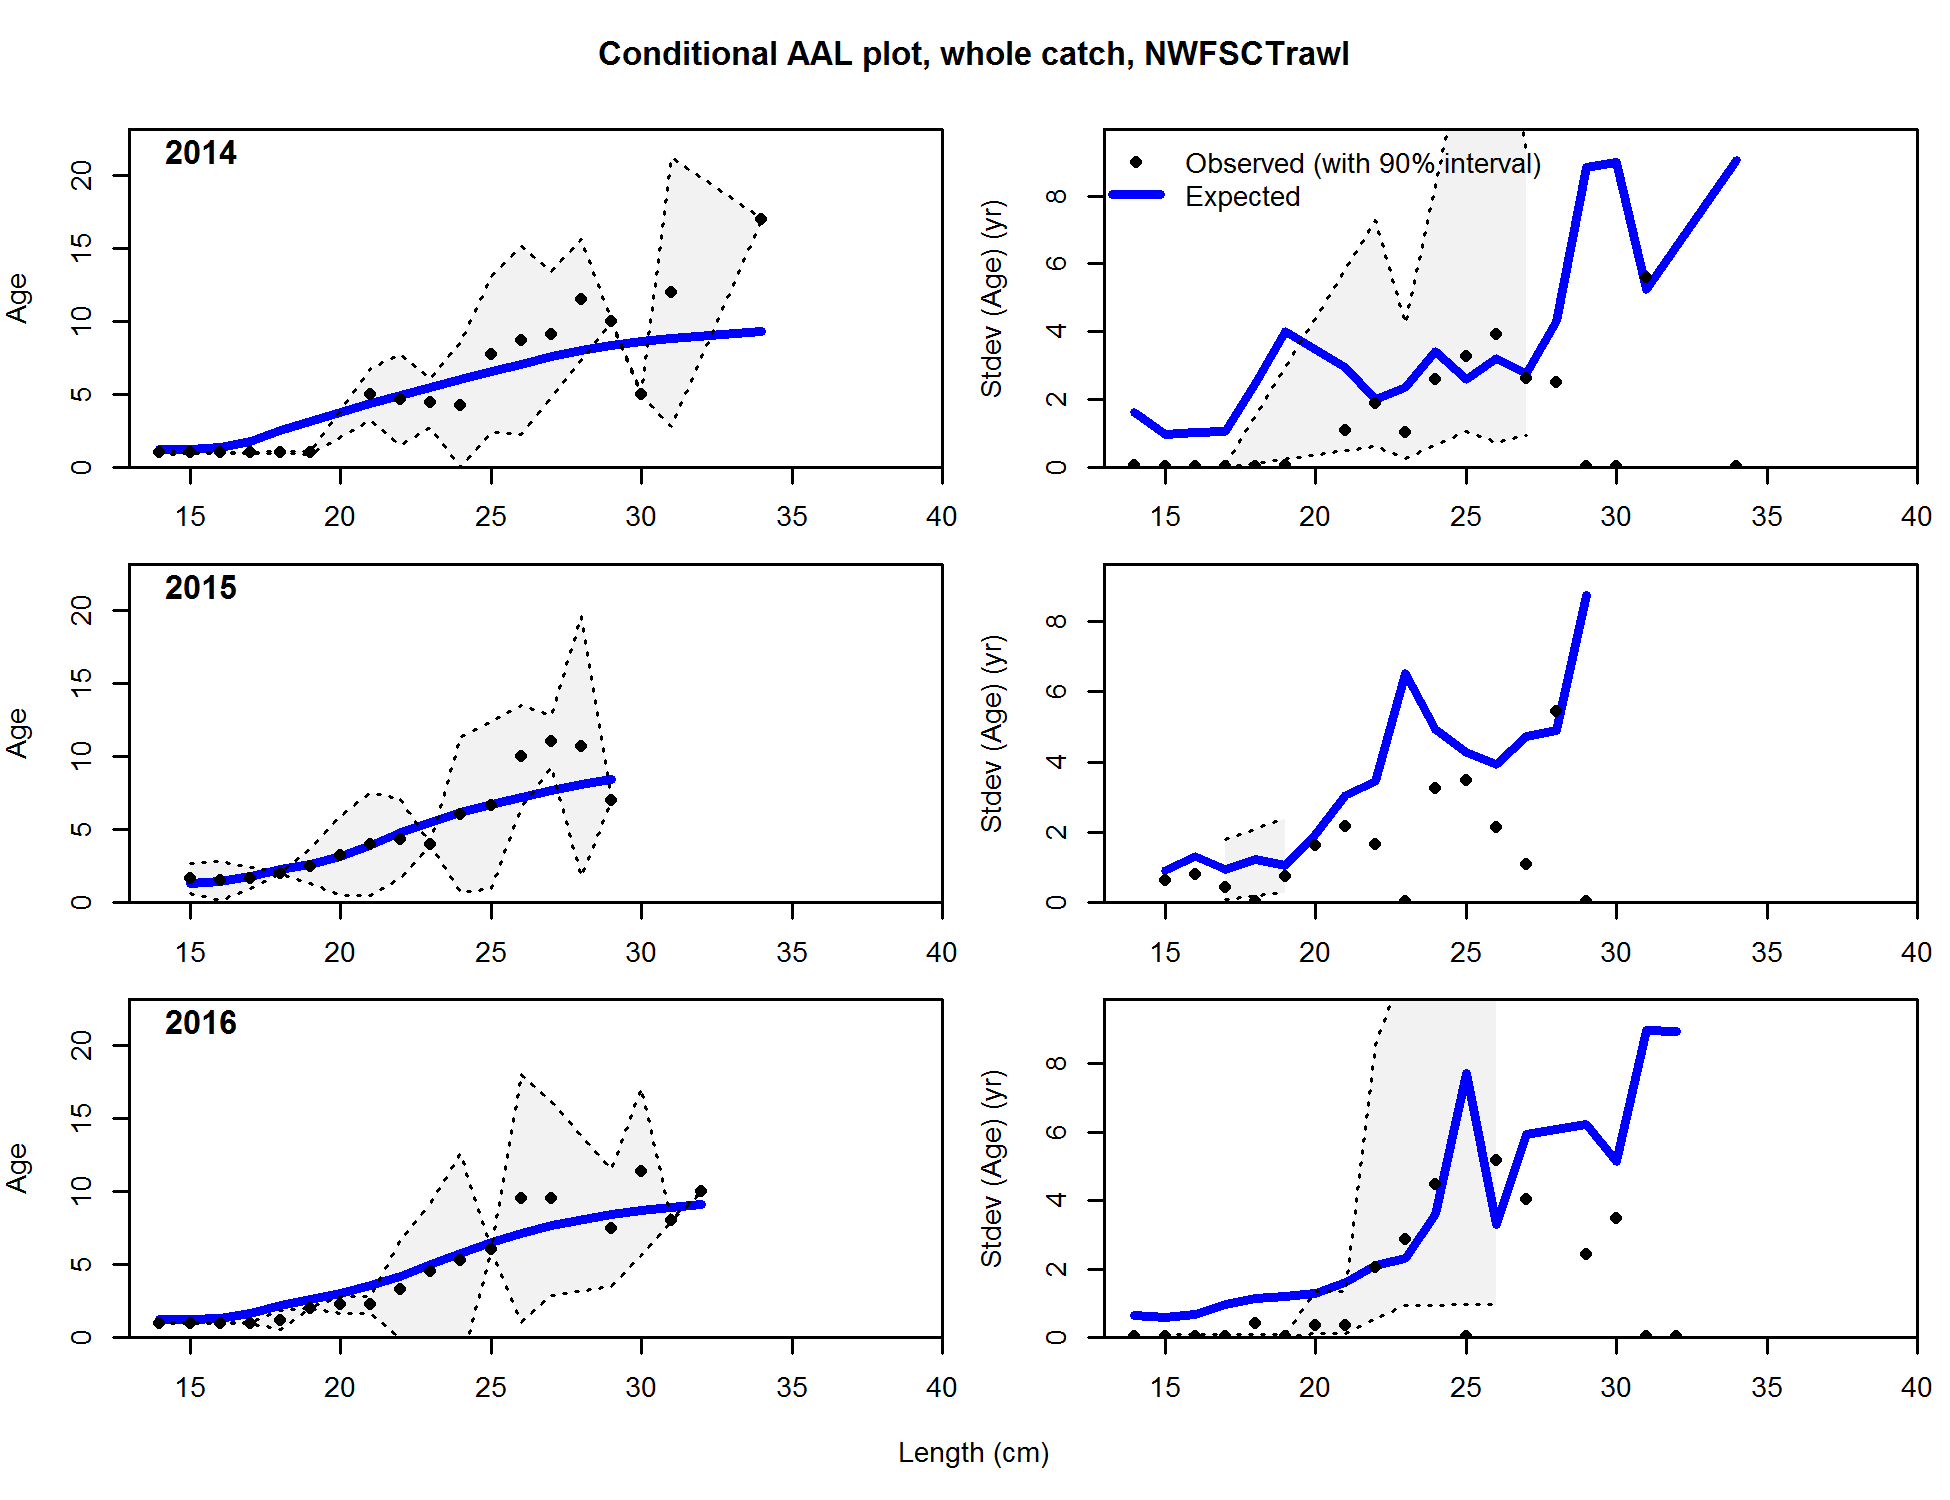 Conditional AAL plot, whole catch, NWFSCTrawl
2014
Age
0 5 10 15 20
15 20 25 30 35 40
Observed (with 90% interval)
Expected
Stdev (Age) (yr)
0 2 4 6 8
15 20 25 30 35 40
2015
Age
0 5 10 15 20
15 20 25 30 35 40
Stdev (Age) (yr)
0 2 4 6 8
15 20 25 30 35 40
2016
Age
0 5 10 15 20
15 20 25 30 35 40
Stdev (Age) (yr)
0 2 4 6 8
15 20 25 30 35 40
Length (cm)